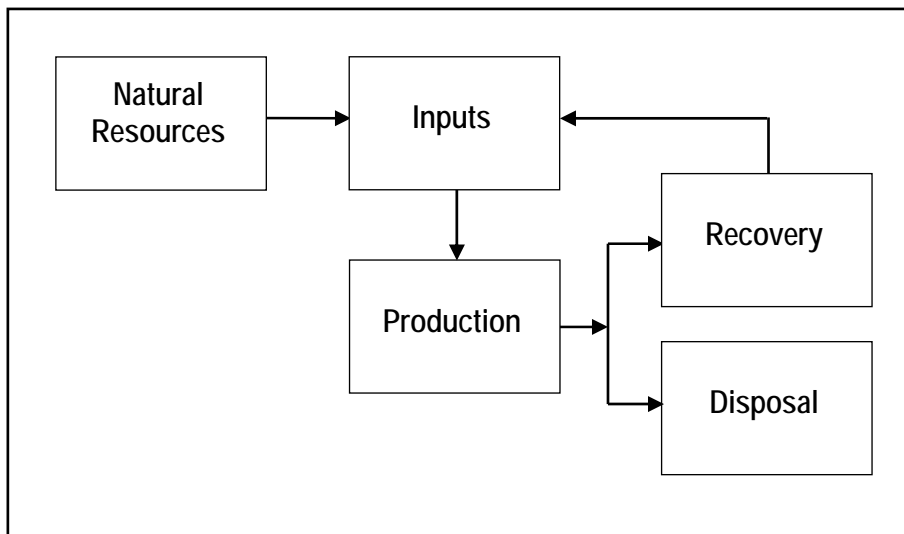 Natural
Resources
Inputs
Recovery
Production
Disposal